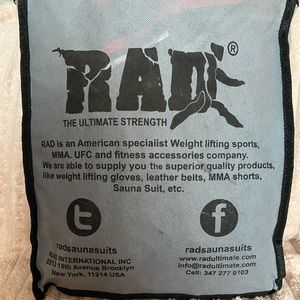 RAD®
THE ULTIMATE STRENGTH
RAD is an American specialist Weight lifting sports,
MMA. UFC and fitness accessories company.
We are able to supply you the superior quality products,
like weight lifting gloves, leather belts, MMA shorts,
Sauna Suit, etc.
t f
radsaunasuits radsaunasuits
RAD INTERNATIONAL INC www.radultimate.com
8813 18th Avenue Brooklyn info@radultimate.com
New York, 11214 USA Cell: 347 277 0103